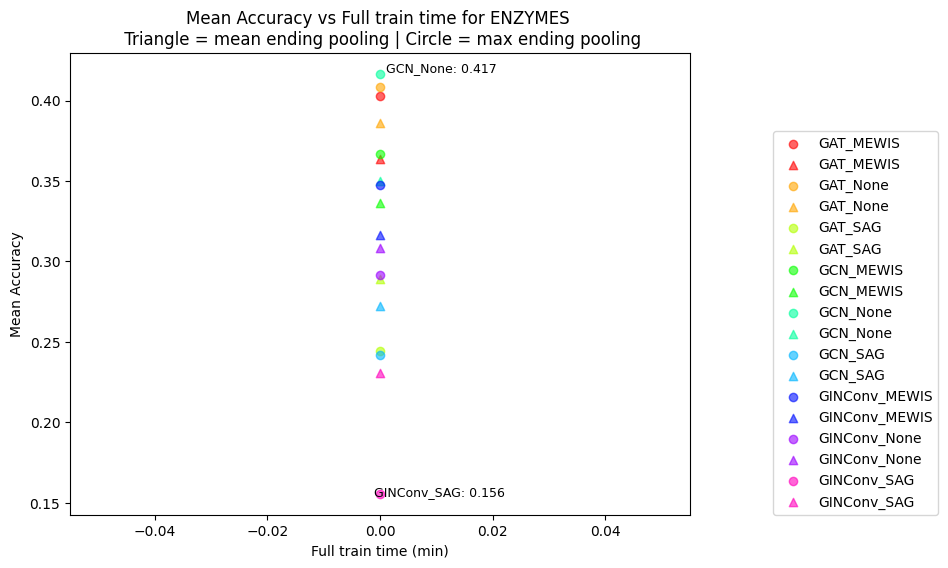 Mean Accuracy vs Full train time for ENZYMES
Triangle = mean ending pooling | Circle = max ending pooling
GCN_None: 0.417
0.40
0.35
0.30
0.25
0.20
0.15
Mean Accuracy
GINConv_SAG: 0.156
−0.04
−0.02
0.00
0.02
0.04
Full train time (min)
GAT_MEWIS
GAT_MEWIS
GAT_None
GAT_None
GAT_SAG
GAT_SAG
GCN_MEWIS
GCN_MEWIS
GCN_None
GCN_None
GCN_SAG
GCN_SAG
GINConv_MEWIS
GINConv_MEWIS
GINConv_None
GINConv_None
GINConv_SAG
GINConv_SAG